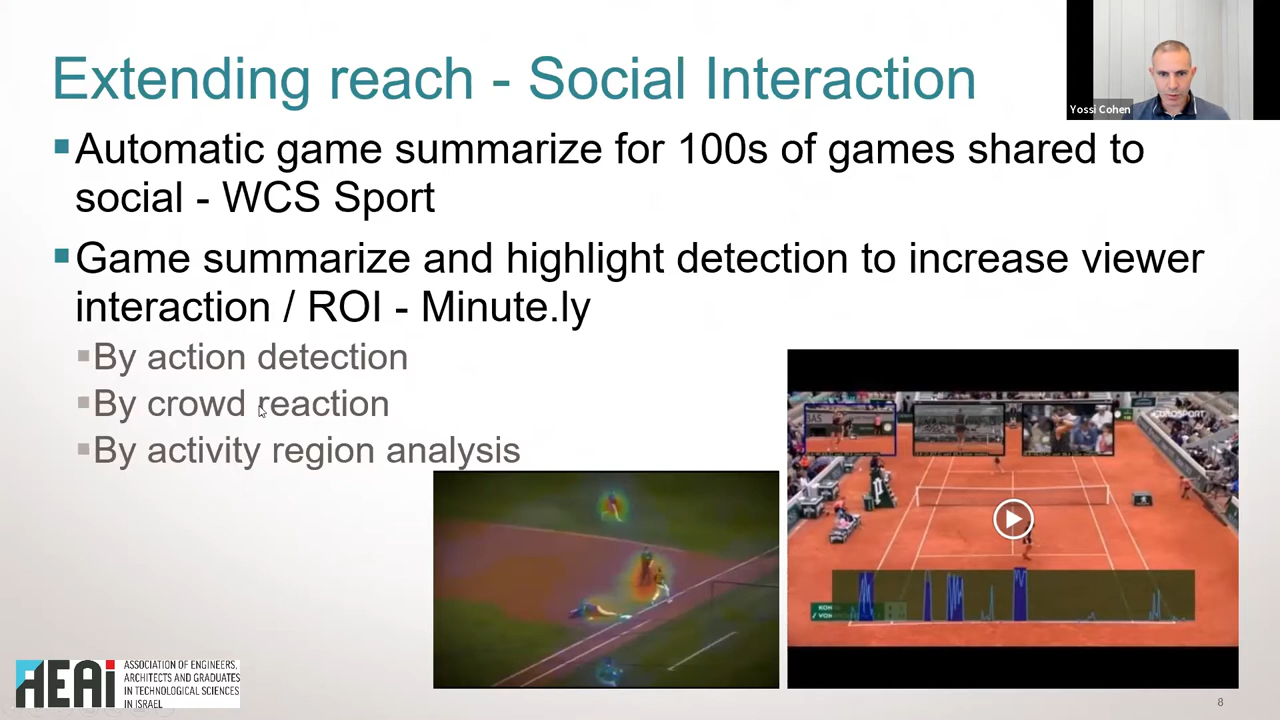 Extending reach - Social Interaction
Yossi Cohen
Automatic game summarize for 100s of games shared to
social - WCS Sport
Game summarize and highlight detection to increase viewer
interaction / ROI - Minute.ly
By action detection
By crowd reaction
By activity region analysis
EUROSPORT
AEAi
ASSOCIATION OF ENGINEERS,
ARCHITECTS AND GRADUATES
IN TECHNOLOGICAL SCIENCES
IN ISRAEL
8